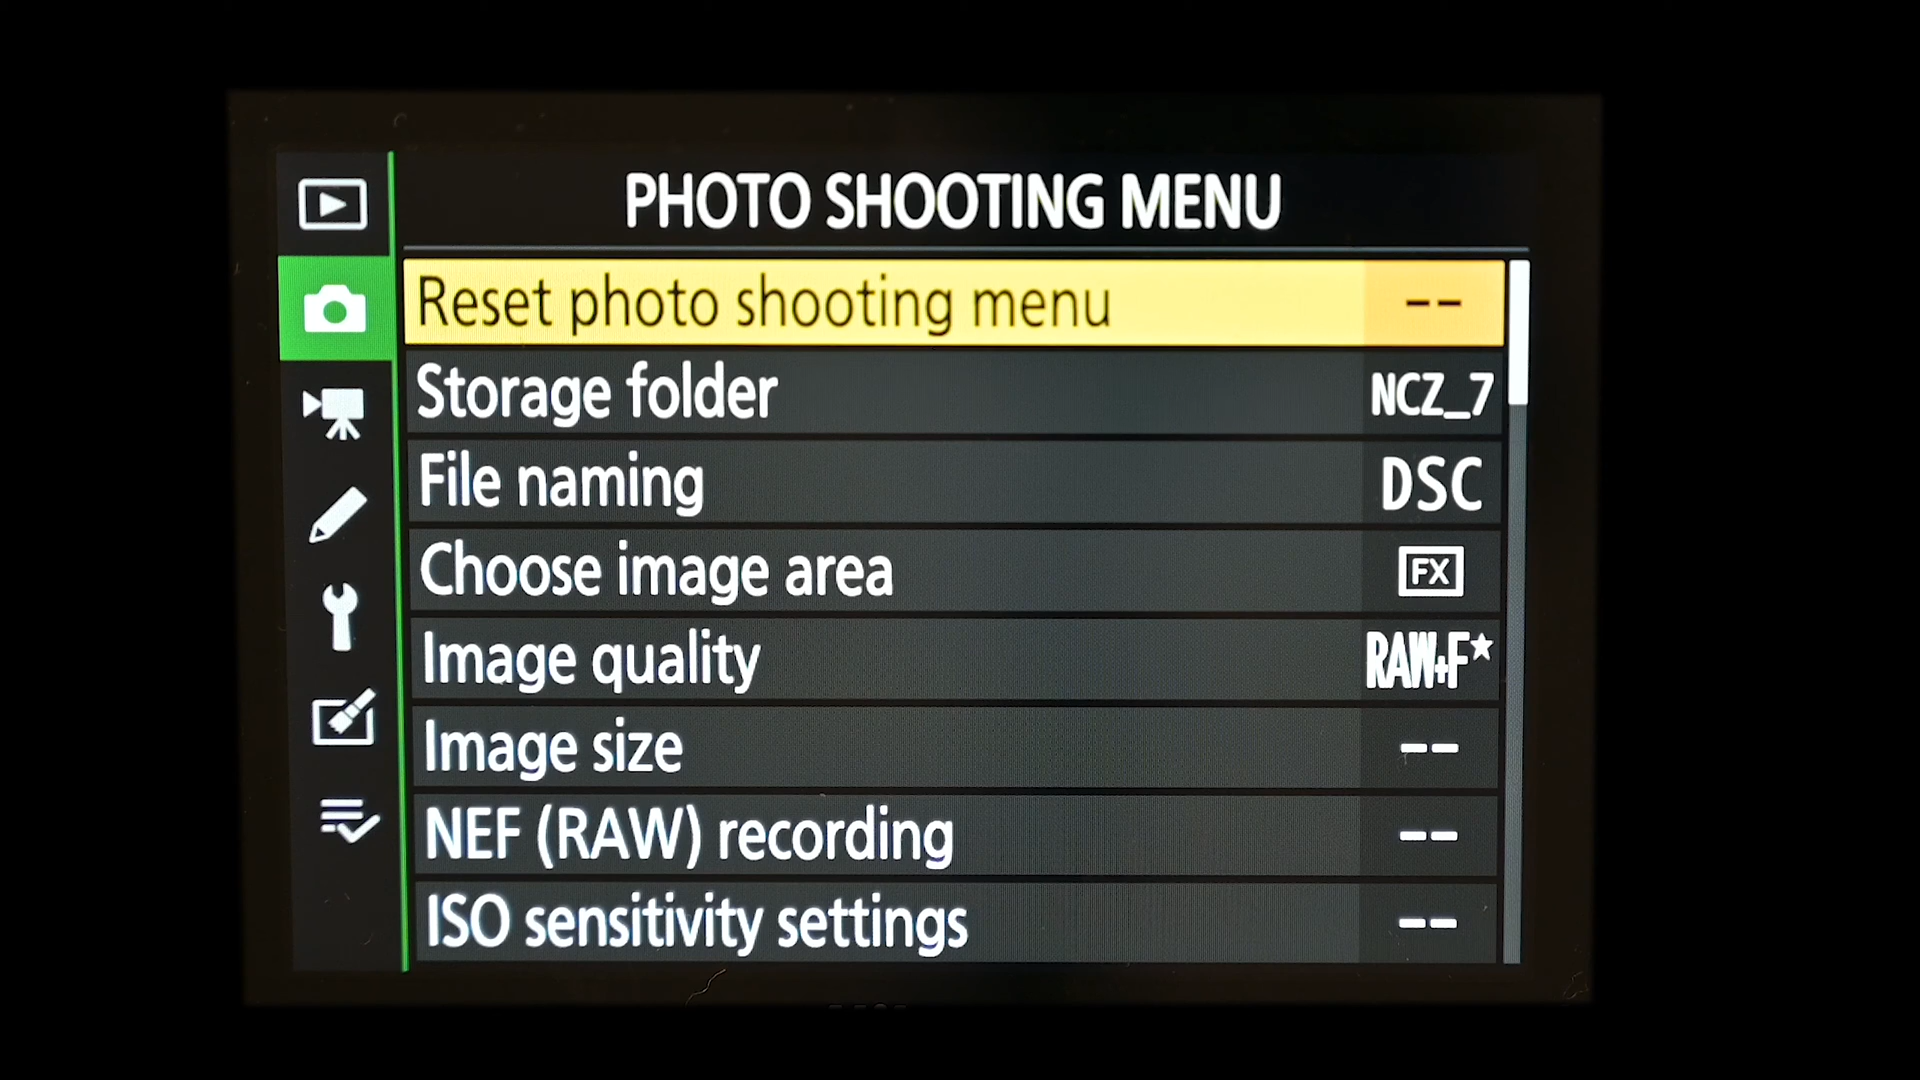 PHOTO SHOOTING MENU
Reset photo shooting menu --
Storage folder NCZ_7
File naming DSC
Choose image area FX
Image quality RAW+F★
Image size --
NEF (RAW) recording --
ISO sensitivity settings --